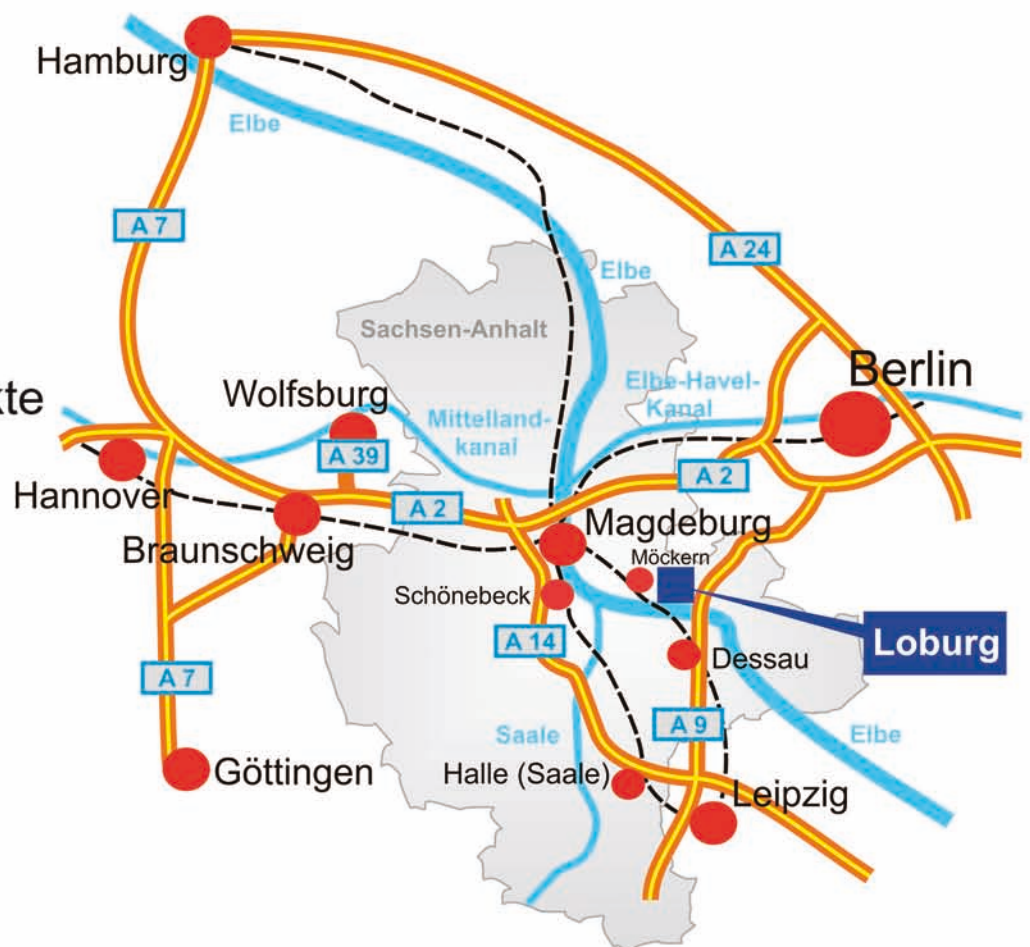 Hamburg
Elbe
A 7
A 24
Elbe
Sachsen-Anhalt
Berlin
Wolfsburg
Elbe-Havel-
Kanal
Mittelland-
kanal
A 39
A 2
Hannover
A 2
Magdeburg
Braunschweig
Möckern
Schönebeck
Loburg
A 14
Dessau
A 7
A 9
Saale
Elbe
Göttingen
Halle (Saale)
Leipzig